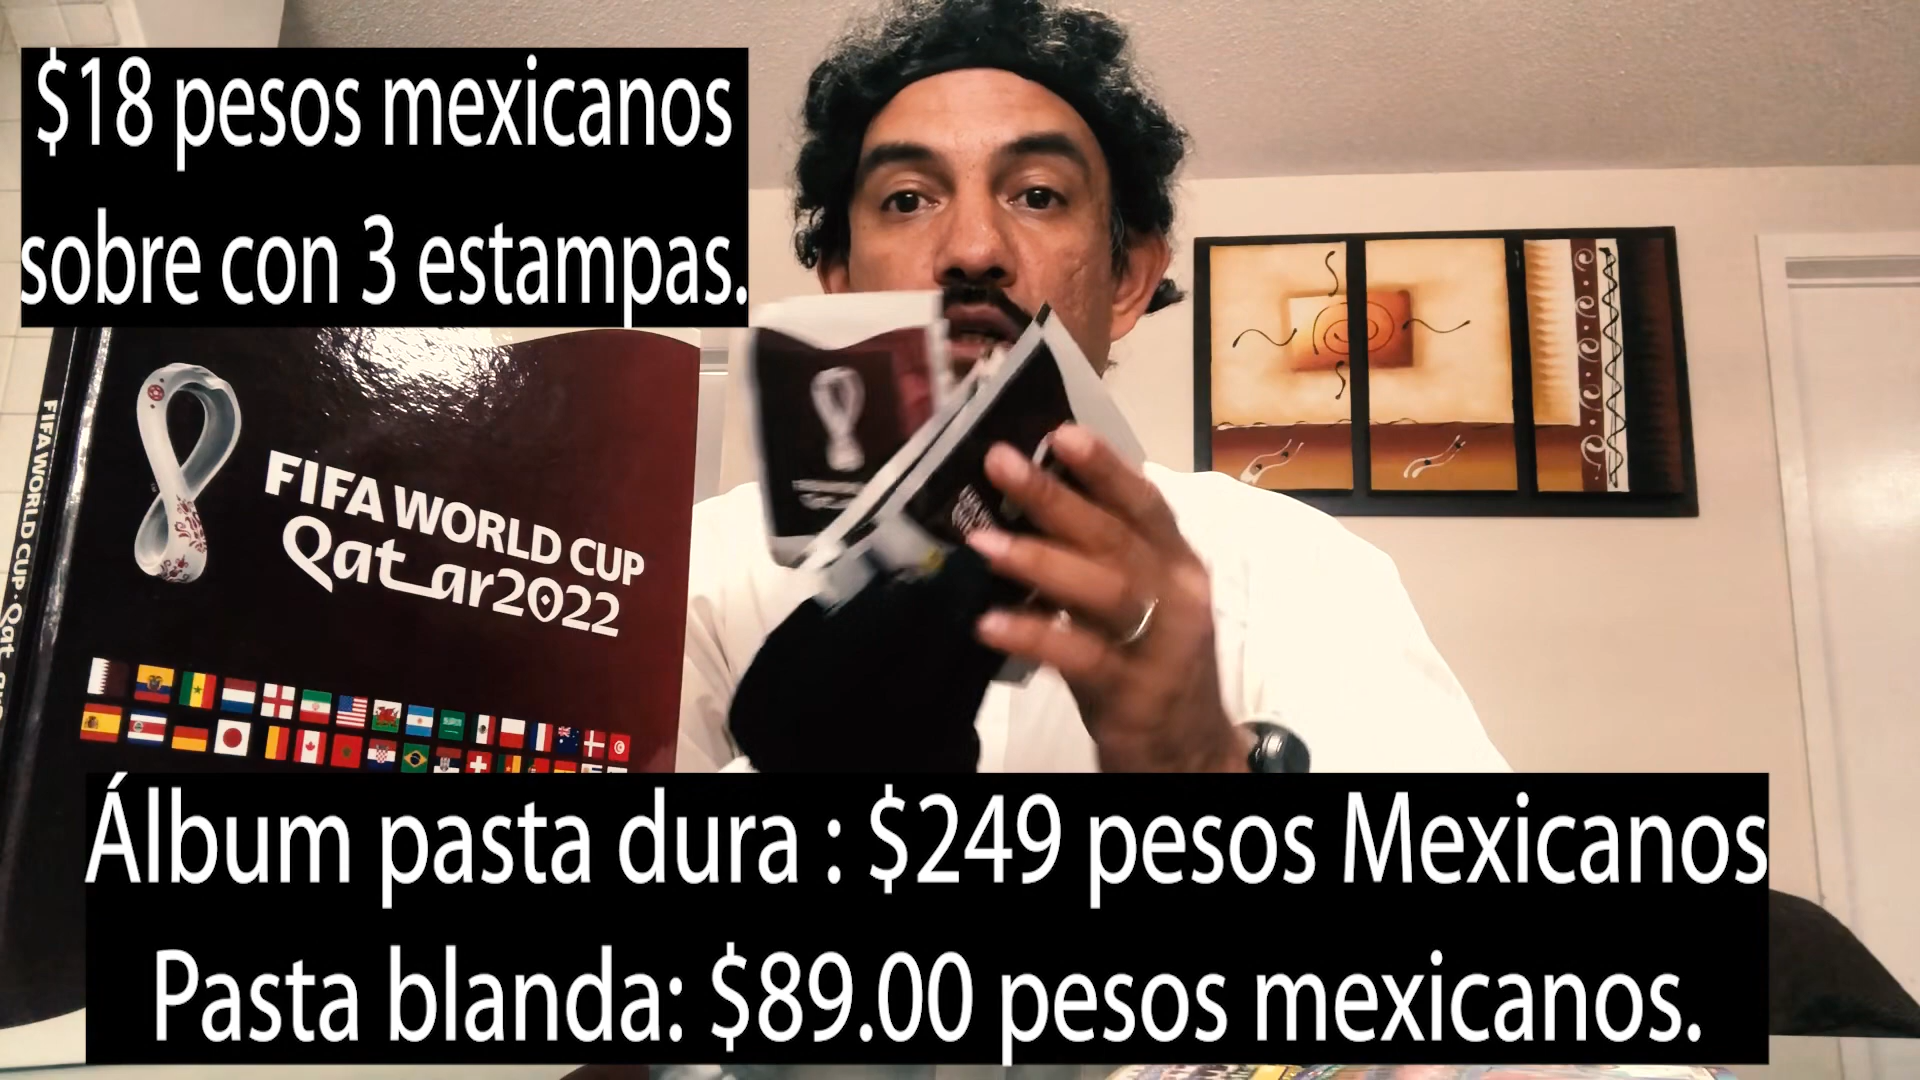 $18 pesos mexicanos
sobre con 3 estampas.
FIFA WORLD CUP
Qatar2022
FIFA WORLD CUP Qatar
Álbum pasta dura : $249 pesos Mexicanos
Pasta blanda: $89.00 pesos mexicanos.